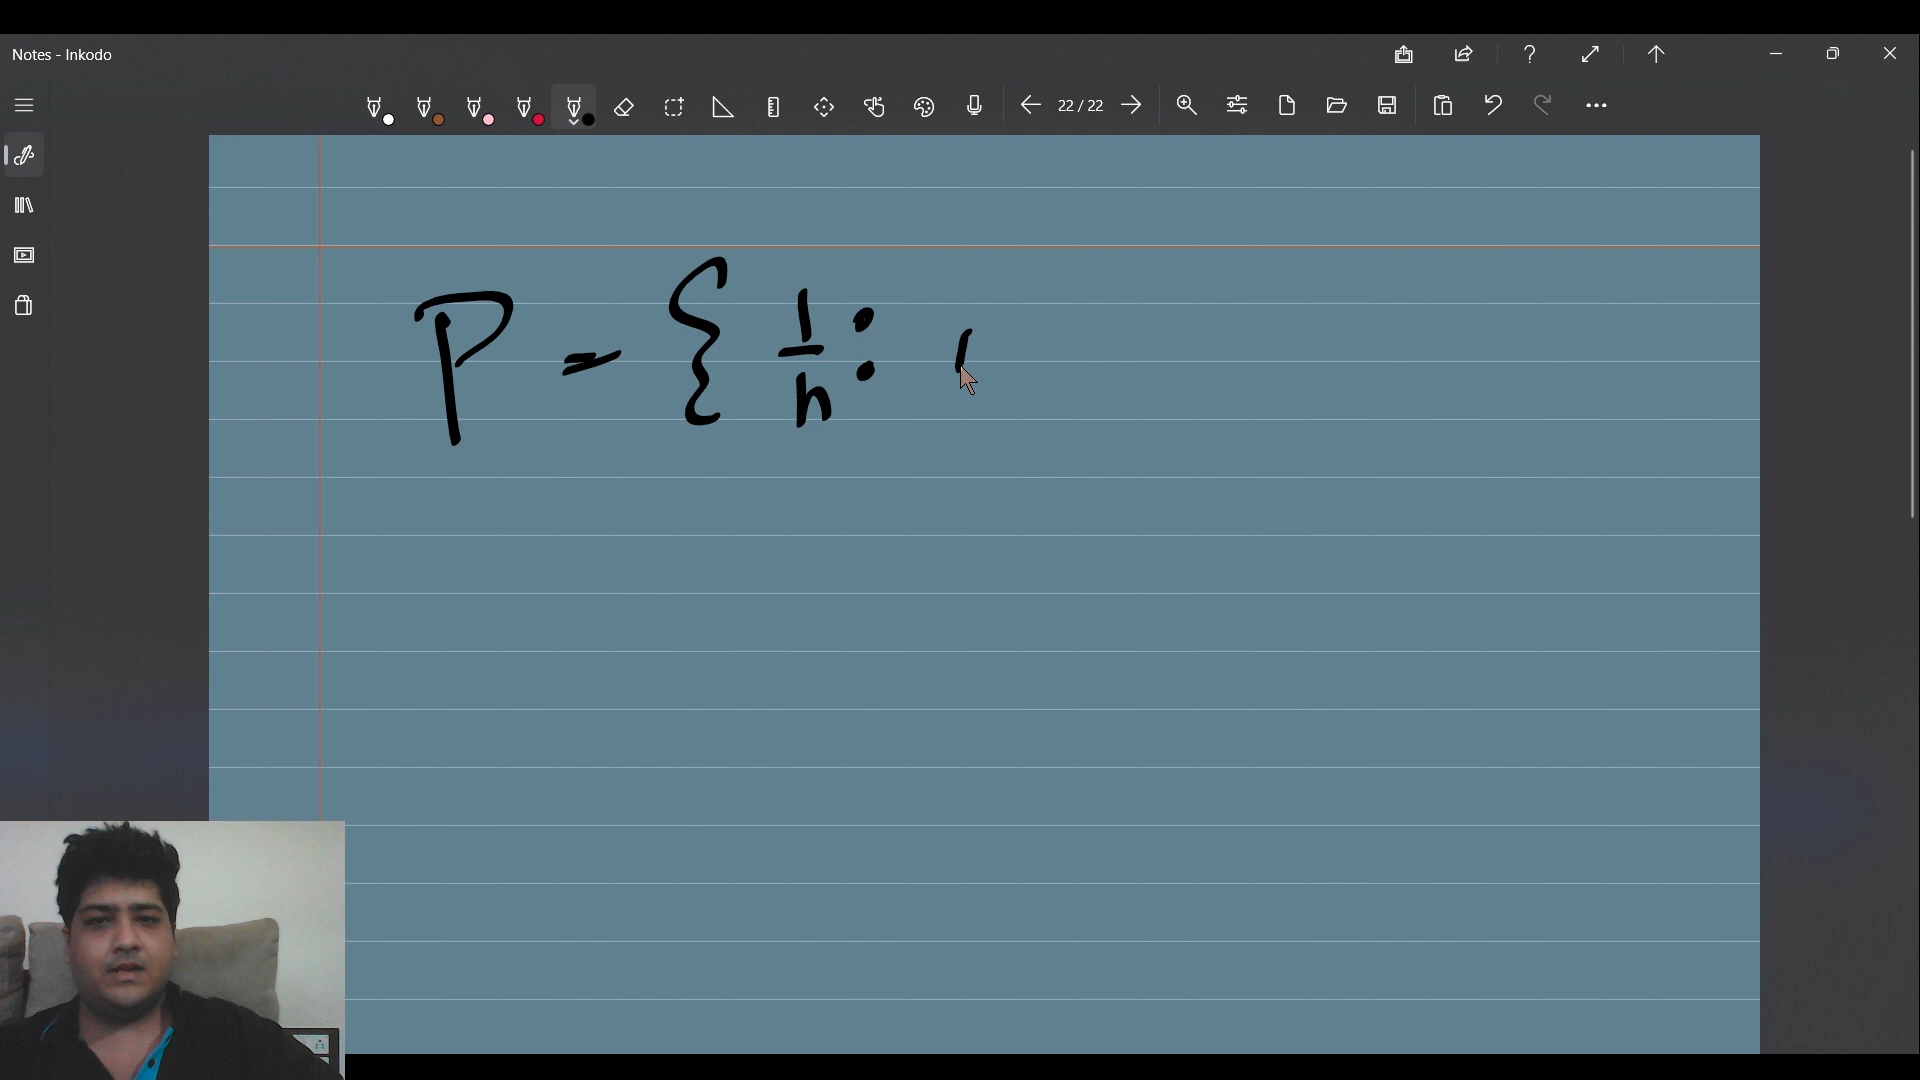 Notes - Inkodo
22 / 22
P = { 1/n :